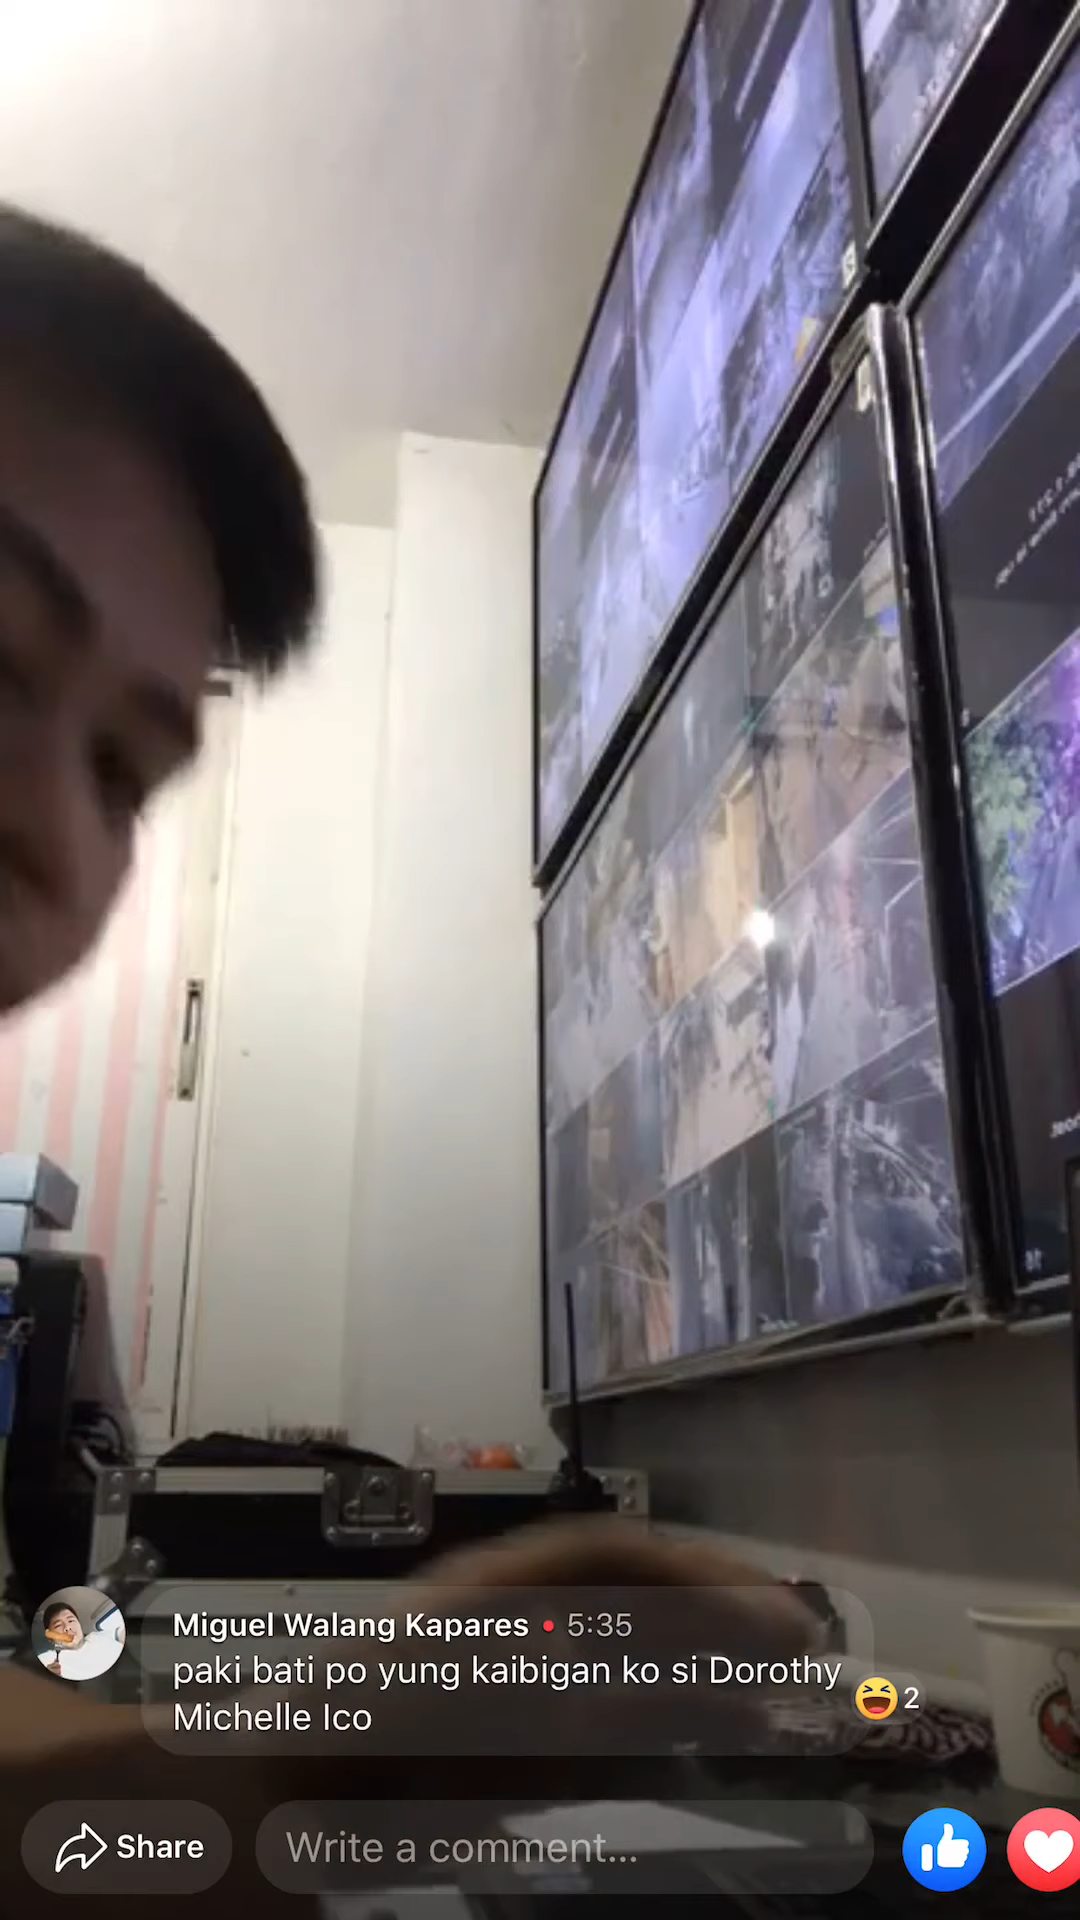 Miguel Walang Kapares • 5:35
paki bati po yung kaibigan ko si Dorothy
Michelle Ico
2
Share
Write a comment...